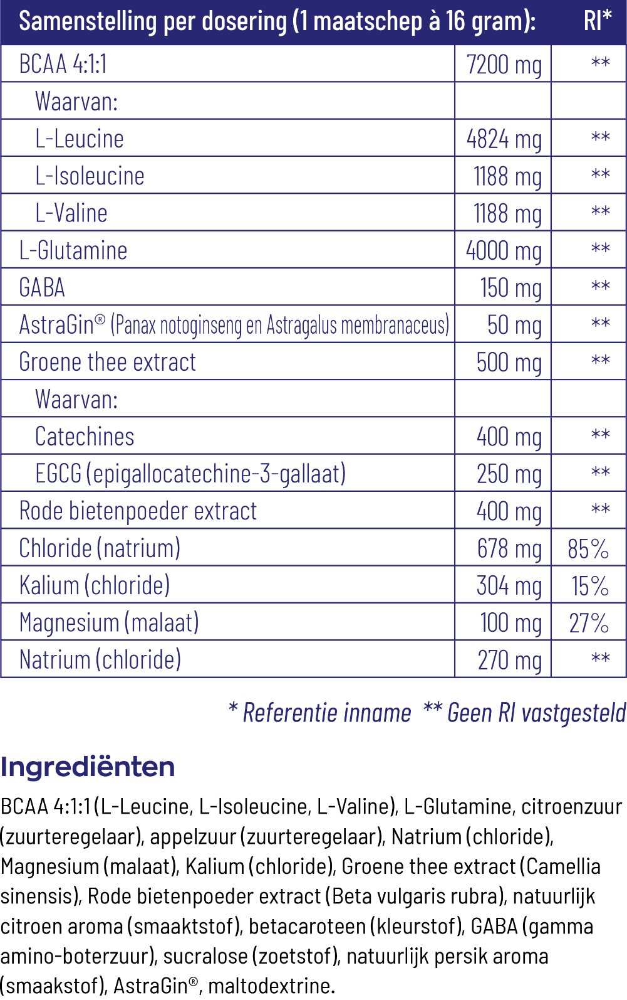 Samenstelling per dosering (1 maatschep à 16 gram): RI*
BCAA 4:1:1 7200 mg **
Waarvan:
L-Leucine 4824 mg **
L-Isoleucine 1188 mg **
L-Valine 1188 mg **
L-Glutamine 4000 mg **
GABA 150 mg **
AstraGin® (Panax notoginseng en Astragalus membranaceus) 50 mg **
Groene thee extract 500 mg **
Waarvan:
Catechines 400 mg **
EGCG (epigallocatechine-3-gallaat) 250 mg **
Rode bietenpoeder extract 400 mg **
Chloride (natrium) 678 mg 85%
Kalium (chloride) 304 mg 15%
Magnesium (malaat) 100 mg 27%
Natrium (chloride) 270 mg **
* Referentie inname ** Geen RI vastgesteld
Ingrediënten
BCAA 4:1:1 (L-Leucine, L-Isoleucine, L-Valine), L-Glutamine, citroenzuur
(zuurteregelaar), appelzuur (zuurteregelaar), Natrium (chloride),
Magnesium (malaat), Kalium (chloride), Groene thee extract (Camellia
sinensis), Rode bietenpoeder extract (Beta vulgaris rubra), natuurlijk
citroen aroma (smaaktstof), betacaroteen (kleurstof), GABA (gamma
amino-boterzuur), sucralose (zoetstof), natuurlijk persik aroma
(smaakstof), AstraGin®, maltodextrine.